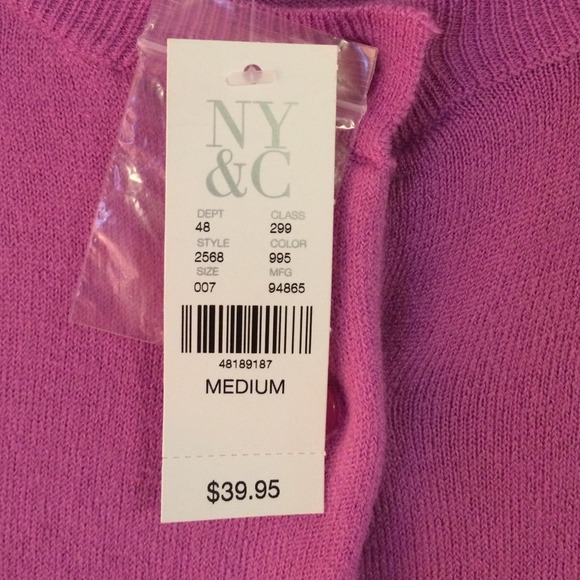 NY
&C
DEPT CLASS
48 299
STYLE COLOR
2568 995
SIZE MFG
007 94865
48189187
MEDIUM
$39.95